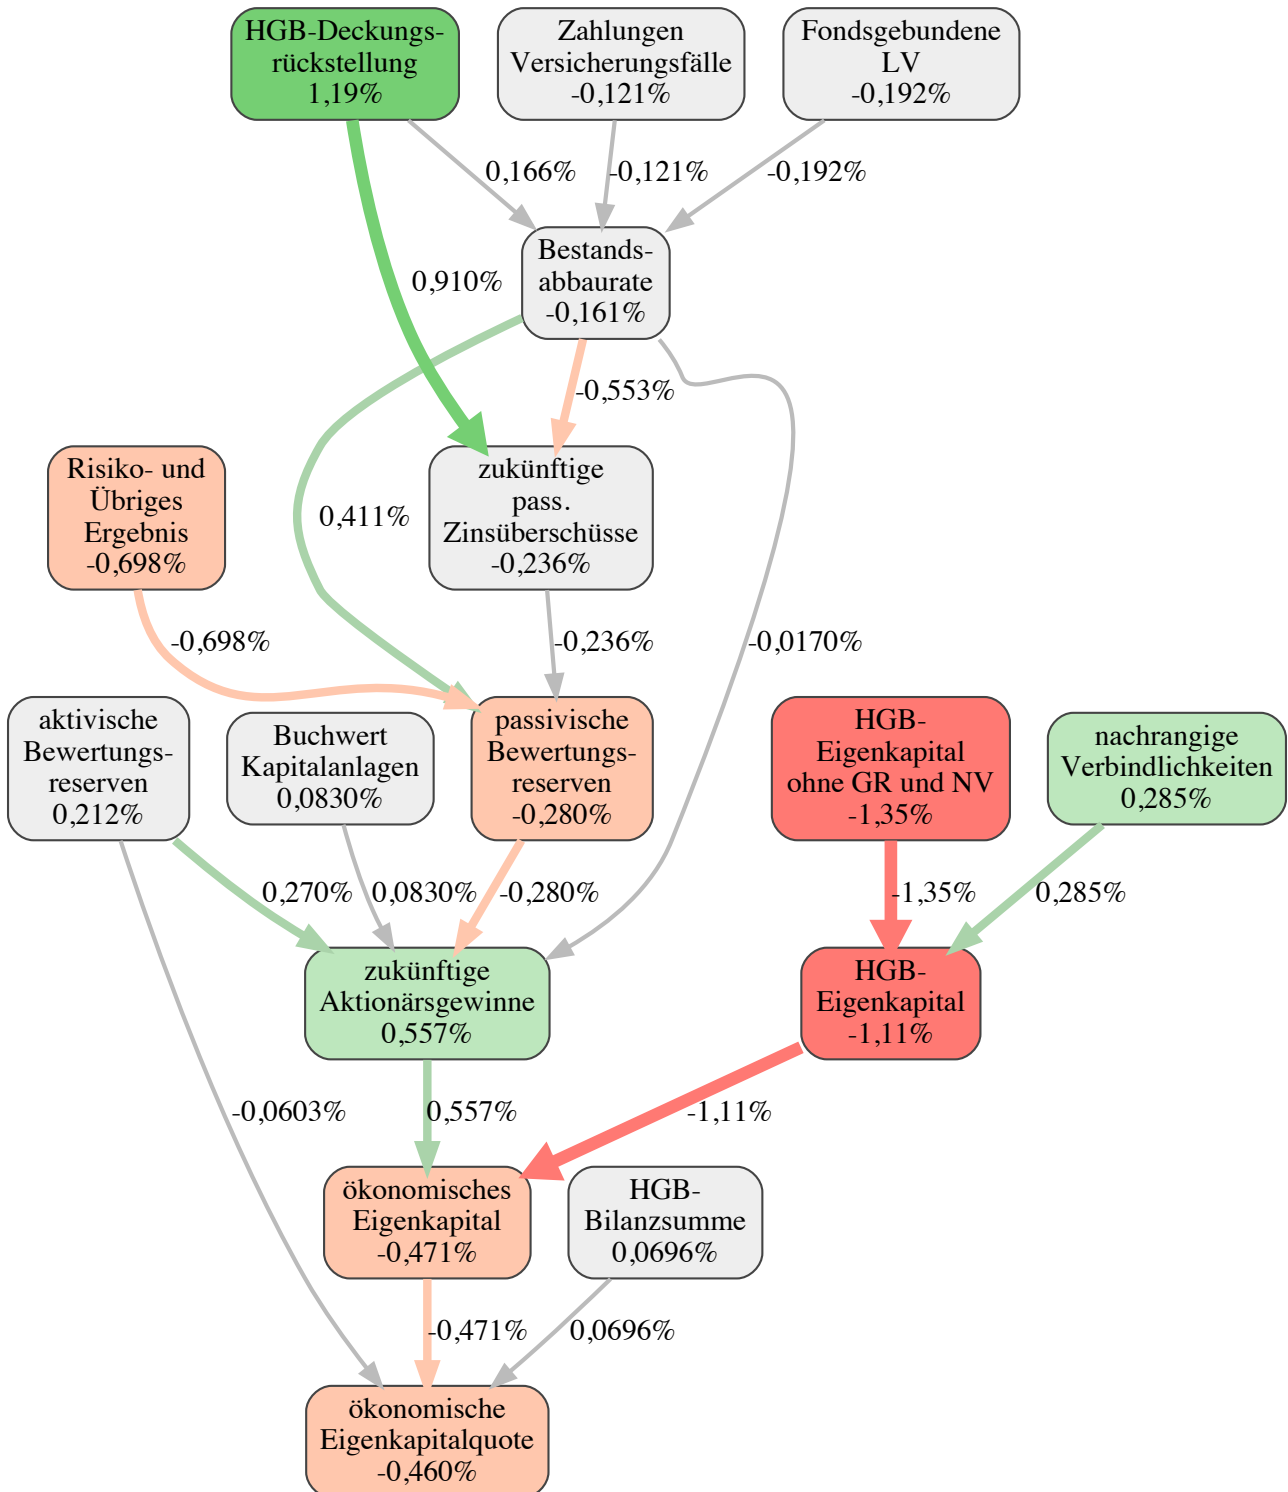 HGB-Deckungs-
rückstellung
1,19%
Zahlungen
Versicherungsfälle
-0,121%
Fondsgebundene
LV
-0,192%
0,166%
-0,121%
-0,192%
Bestands-
abbaurate
-0,161%
0,910%
-0,553%
Risiko- und
Übriges
Ergebnis
-0,698%
0,411%
zukünftige
pass.
Zinsüberschüsse
-0,236%
-0,698%
-0,236%
-0,0170%
aktivische
Bewertungs-
reserven
0,212%
Buchwert
Kapitalanlagen
0,0830%
passivische
Bewertungs-
reserven
-0,280%
HGB-
Eigenkapital
ohne GR und NV
-1,35%
nachrangige
Verbindlichkeiten
0,285%
0,270%
0,0830%
-0,280%
-1,35%
0,285%
zukünftige
Aktionärsgewinne
0,557%
HGB-
Eigenkapital
-1,11%
-0,0603%
0,557%
-1,11%
ökonomisches
Eigenkapital
-0,471%
HGB-
Bilanzsumme
0,0696%
-0,471%
0,0696%
ökonomische
Eigenkapitalquote
-0,460%